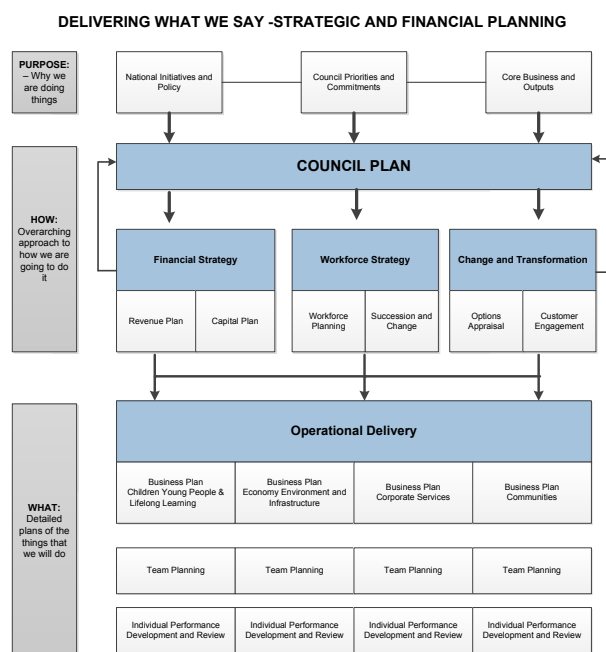 DELIVERING WHAT WE SAY -STRATEGIC AND FINANCIAL PLANNING
PURPOSE:
– Why we
are doing
things
National Initiatives and
Policy
Council Priorities and
Commitments
Core Business and
Outputs
COUNCIL PLAN
HOW:
Overarching
approach to
how we are
going to do
it
Financial Strategy
Workforce Strategy
Change and Transformation
Revenue Plan
Capital Plan
Workforce
Planning
Succession and
Change
Options
Appraisal
Customer
Engagement
Operational Delivery
WHAT:
Detailed
plans of the
things that
we will do
Business Plan
Children Young People &
Lifelong Learning
Business Plan
Economy Environment and
Infrastructure
Business Plan
Corporate Services
Business Plan
Communities
Team Planning
Team Planning
Team Planning
Team Planning
Individual Performance
Development and Review
Individual Performance
Development and Review
Individual Performance
Development and Review
Individual Performance
Development and Review